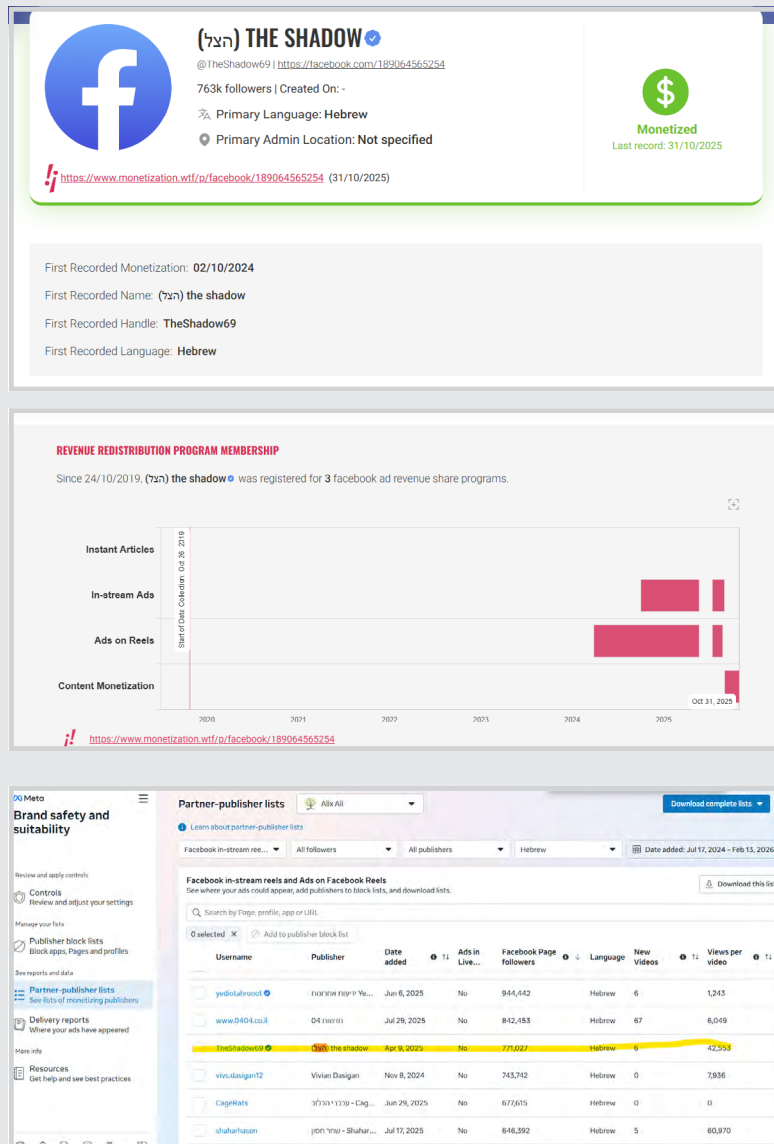 (הצל) THE SHADOW
@TheShadow69 | https://facebook.com/189064565254
763k followers | Created On: -
Primary Language: Hebrew
Primary Admin Location: Not specified
$
Monetized
Last record: 31/10/2025
https://www.monetization.wtf/p/facebook/189064565254 (31/10/2025)
First Recorded Monetization: 02/10/2024
First Recorded Name: (הצל) the shadow
First Recorded Handle: TheShadow69
First Recorded Language: Hebrew
REVENUE REDISTRIBUTION PROGRAM MEMBERSHIP
Since 24/10/2019, (הצל) the shadow was registered for 3 facebook ad revenue share programs.
Start of Data Collection: Oct 26 2019
Instant Articles
In-stream Ads
Ads on Reels
Content Monetization
Oct 31, 2025
2020 2021 2022 2023 2024 2025
https://www.monetization.wtf/p/facebook/189064565254
Meta
Brand safety and
suitability
Review and apply controls
Controls
Review and adjust your settings
Manage your lists
Publisher block lists
Block apps, Pages and profiles
See reports and data
Partner-publisher lists
See lists of monetizing publishers
Delivery reports
Where your ads have appeared
More info
Resources
Get help and see best practices
Partner-publisher lists Alix Ali Download complete lists
Learn about partner-publisher lists
Facebook in-stream ree... All followers All publishers Hebrew Date added: Jul 17, 2024 – Feb 13, 2026
Facebook in-stream reels and Ads on Facebook Reels
See where your ads could appear, add publishers to block lists, and download lists.
Download this list
Search by Page, profile, app or URL
0 selected X Add to publisher block list
Username Publisher Date added Ads in Live... Facebook Page followers Language New Videos Views per video
yediotahronot ידיעות אחרונות Ye... Jun 6, 2025 No 944,442 Hebrew 6 1,243
www.0404.co.il חדשות 04 Jul 29, 2025 No 842,453 Hebrew 67 6,049
TheShadow69 (הצל) the shadow Apr 9, 2025 No 771,027 Hebrew 6 42,553
vivs.dasigan12 Vivian Dasigan Nov 8, 2024 No 743,742 Hebrew 0 7,936
CageRats עכברי הכלוב - Cag... Jun 29, 2025 No 677,615 Hebrew 0 0
shaharhason שחר חסון - Shahar... Jul 17, 2025 No 646,392 Hebrew 5 60,970